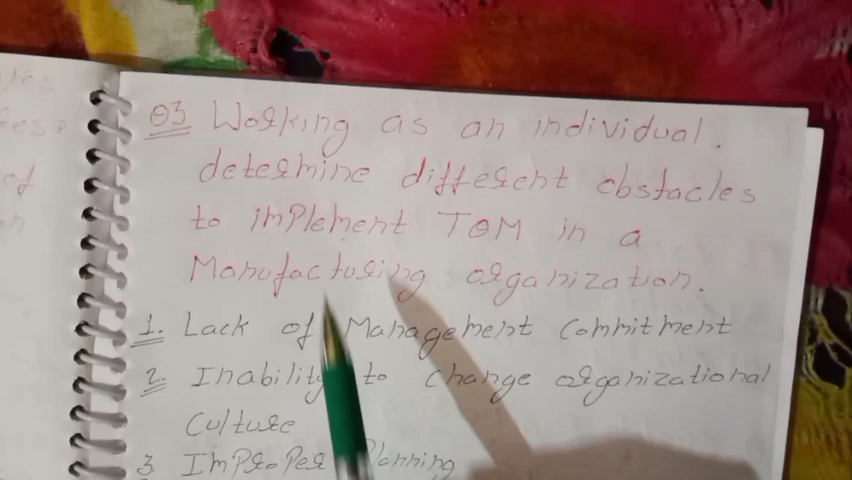 Q3 Working as an individual.
determine different obstacles
to implement TQM in a
Manufacturing organization.
1. Lack of Management Commitment
2. Inability to change organizational
Culture
3. Improper Planning